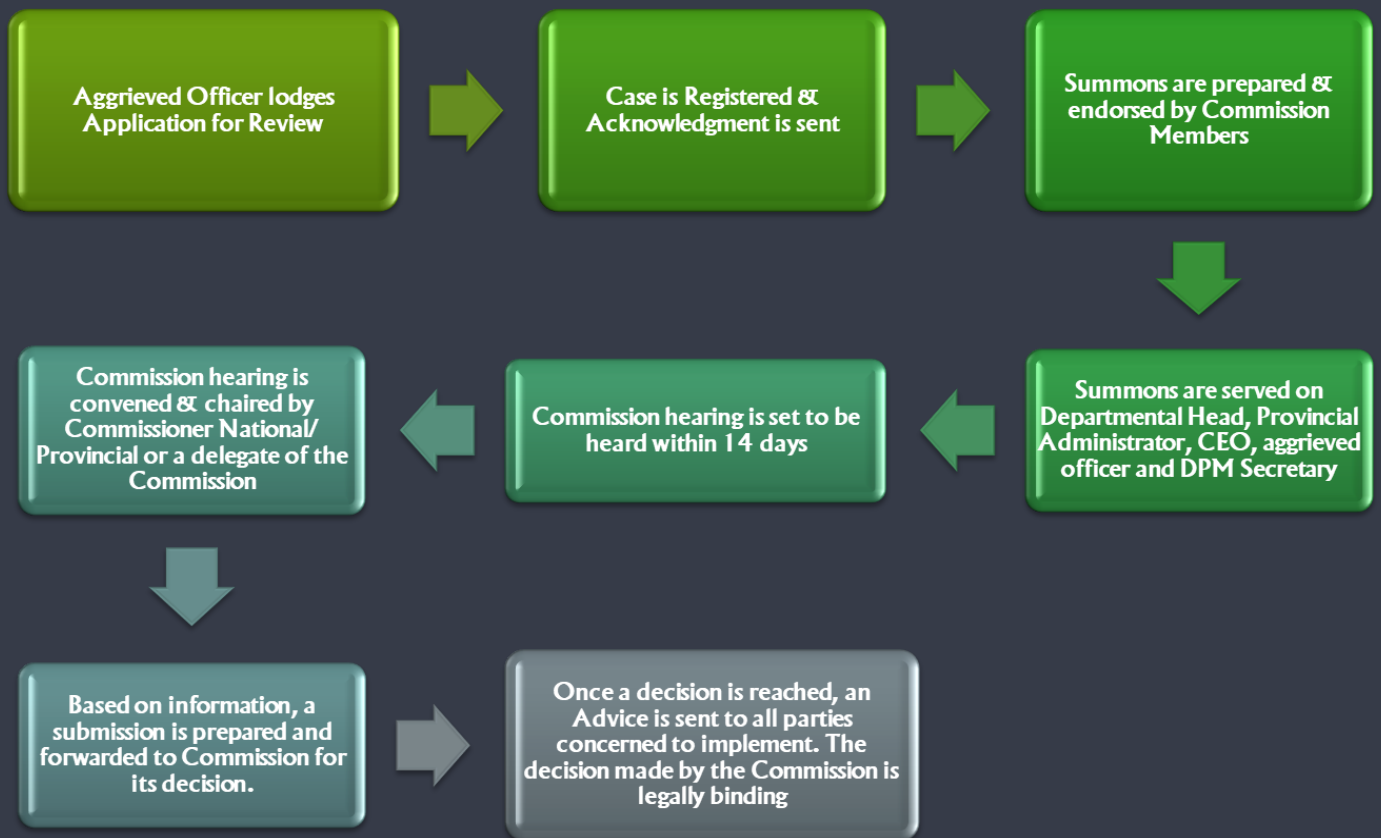 Aggrieved Officer lodges
Application for Review
Case is Registered &
Acknowledgment is sent
Summons are prepared &
endorsed by Commission
Members
Summons are served on
Departmental Head, Provincial
Administrator, CEO, aggrieved
officer and DPM Secretary
Commission hearing is set to be
heard within 14 days
Commission hearing is
convened & chaired by
Commissioner National/
Provincial or a delegate of the
Commission
Based on information, a
submission is prepared and
forwarded to Commission for
its decision.
Once a decision is reached, an
Advice is sent to all parties
concerned to implement. The
decision made by the Commission is
legally binding